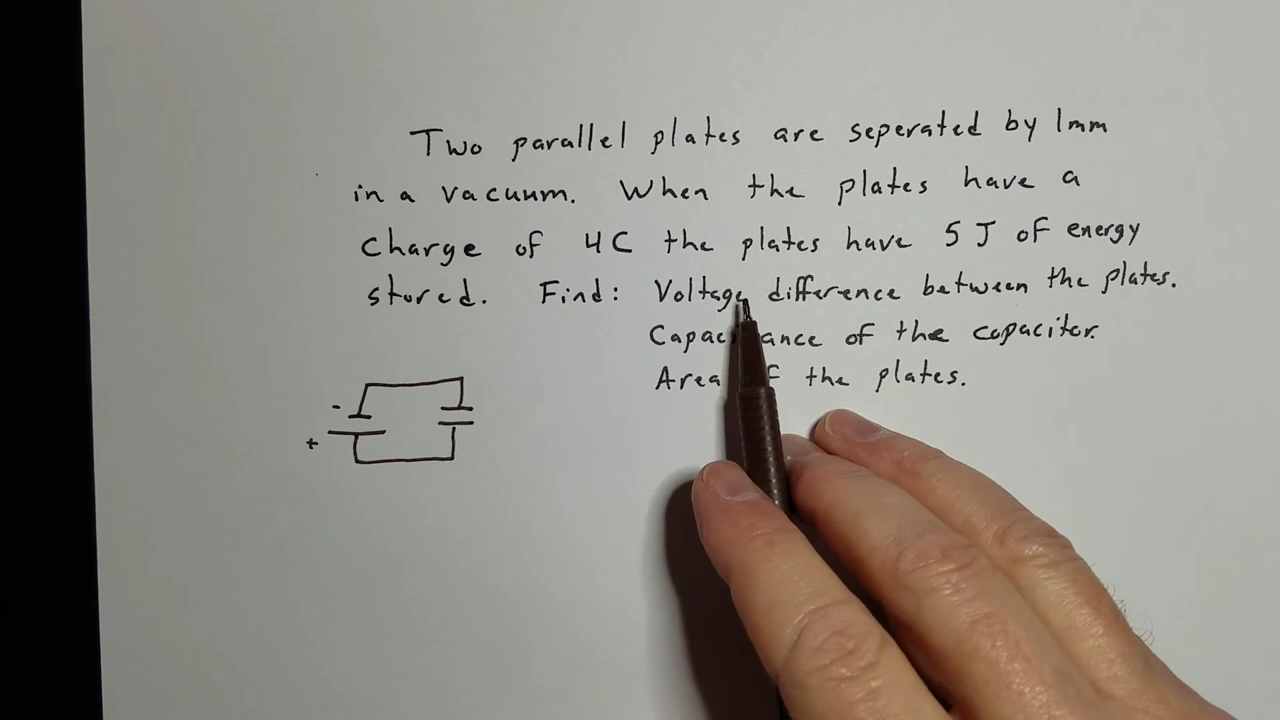 Two parallel plates are seperated by 1mm
in a vacuum. When the plates have a
charge of 4C the plates have 5 J of energy
stored. Find: Voltage difference between the plates.
of the capacitor.
Area the plates.
-
+